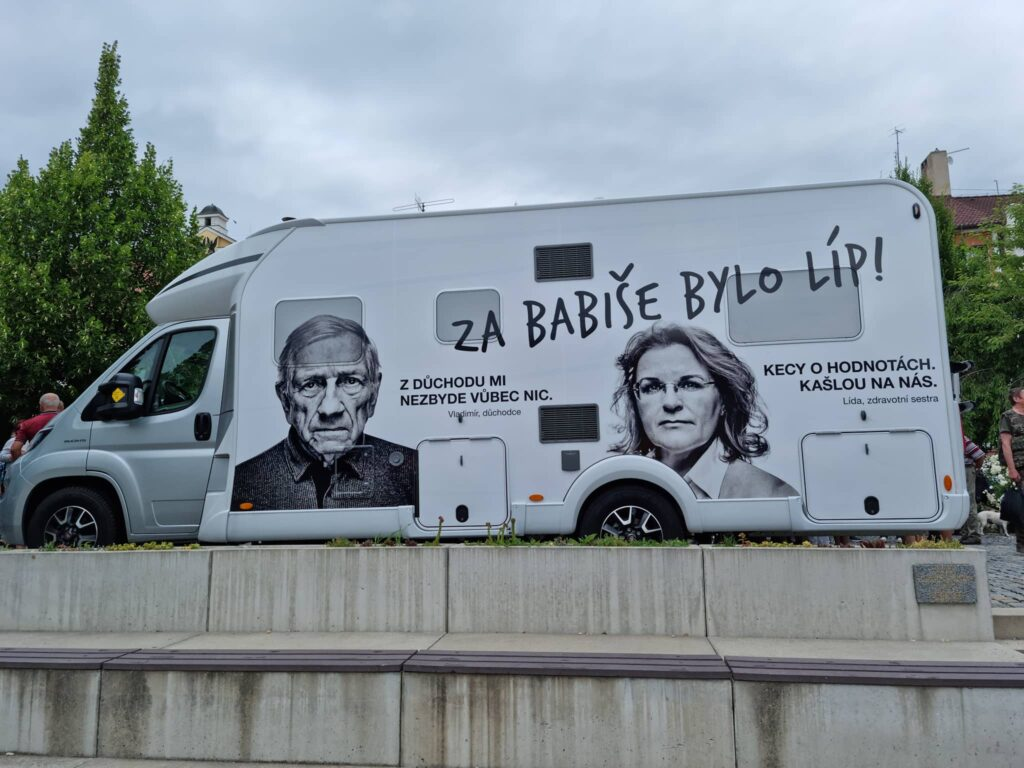 ZA BABIŠE BYLO LÍP!
Z DŮCHODU MI
NEZBYDE VŮBEC NIC.
Vladimír, důchodce
KECY O HODNOTÁCH.
KAŠLOU NA NÁS.
Lída, zdravotní sestra